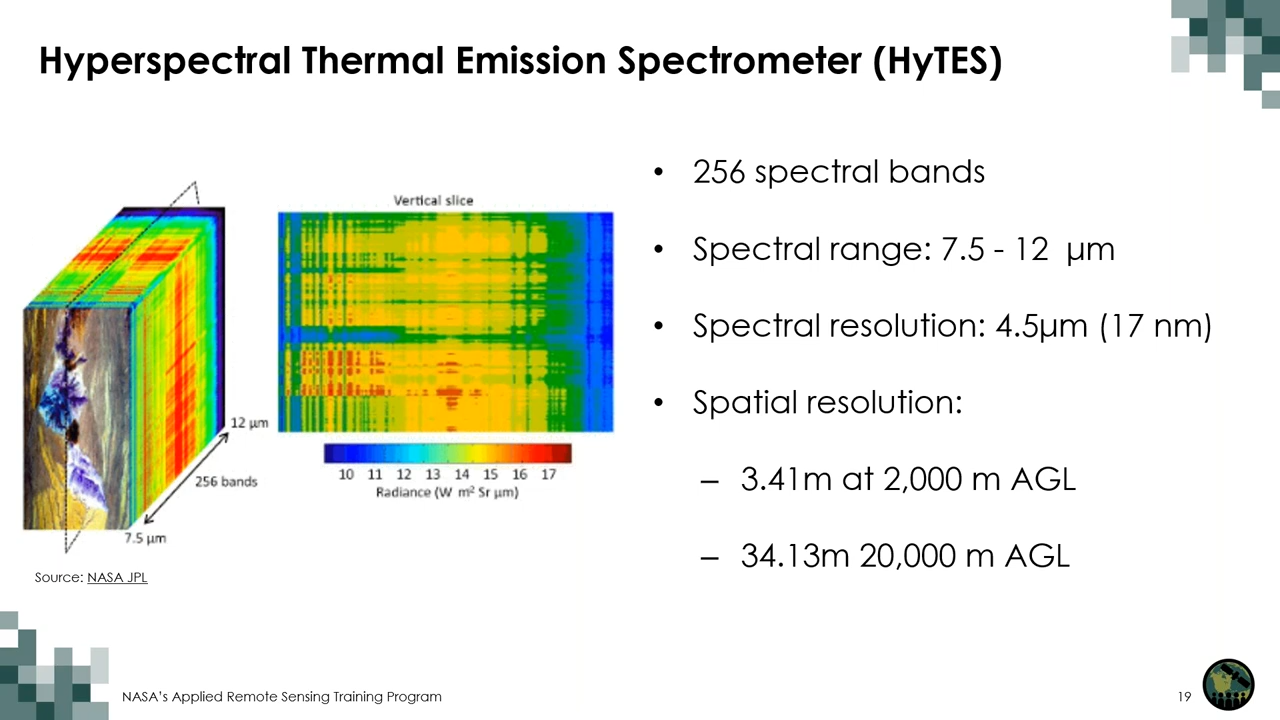 Hyperspectral Thermal Emission Spectrometer (HyTES)
Vertical slice
12 µm
256 bands
7.5 µm
10 11 12 13 14 15 16 17
Radiance (W m² Sr µm)
Source: NASA JPL
• 256 spectral bands
• Spectral range: 7.5 - 12 µm
• Spectral resolution: 4.5µm (17 nm)
• Spatial resolution:
– 3.41m at 2,000 m AGL
– 34.13m 20,000 m AGL
NASA's Applied Remote Sensing Training Program
19